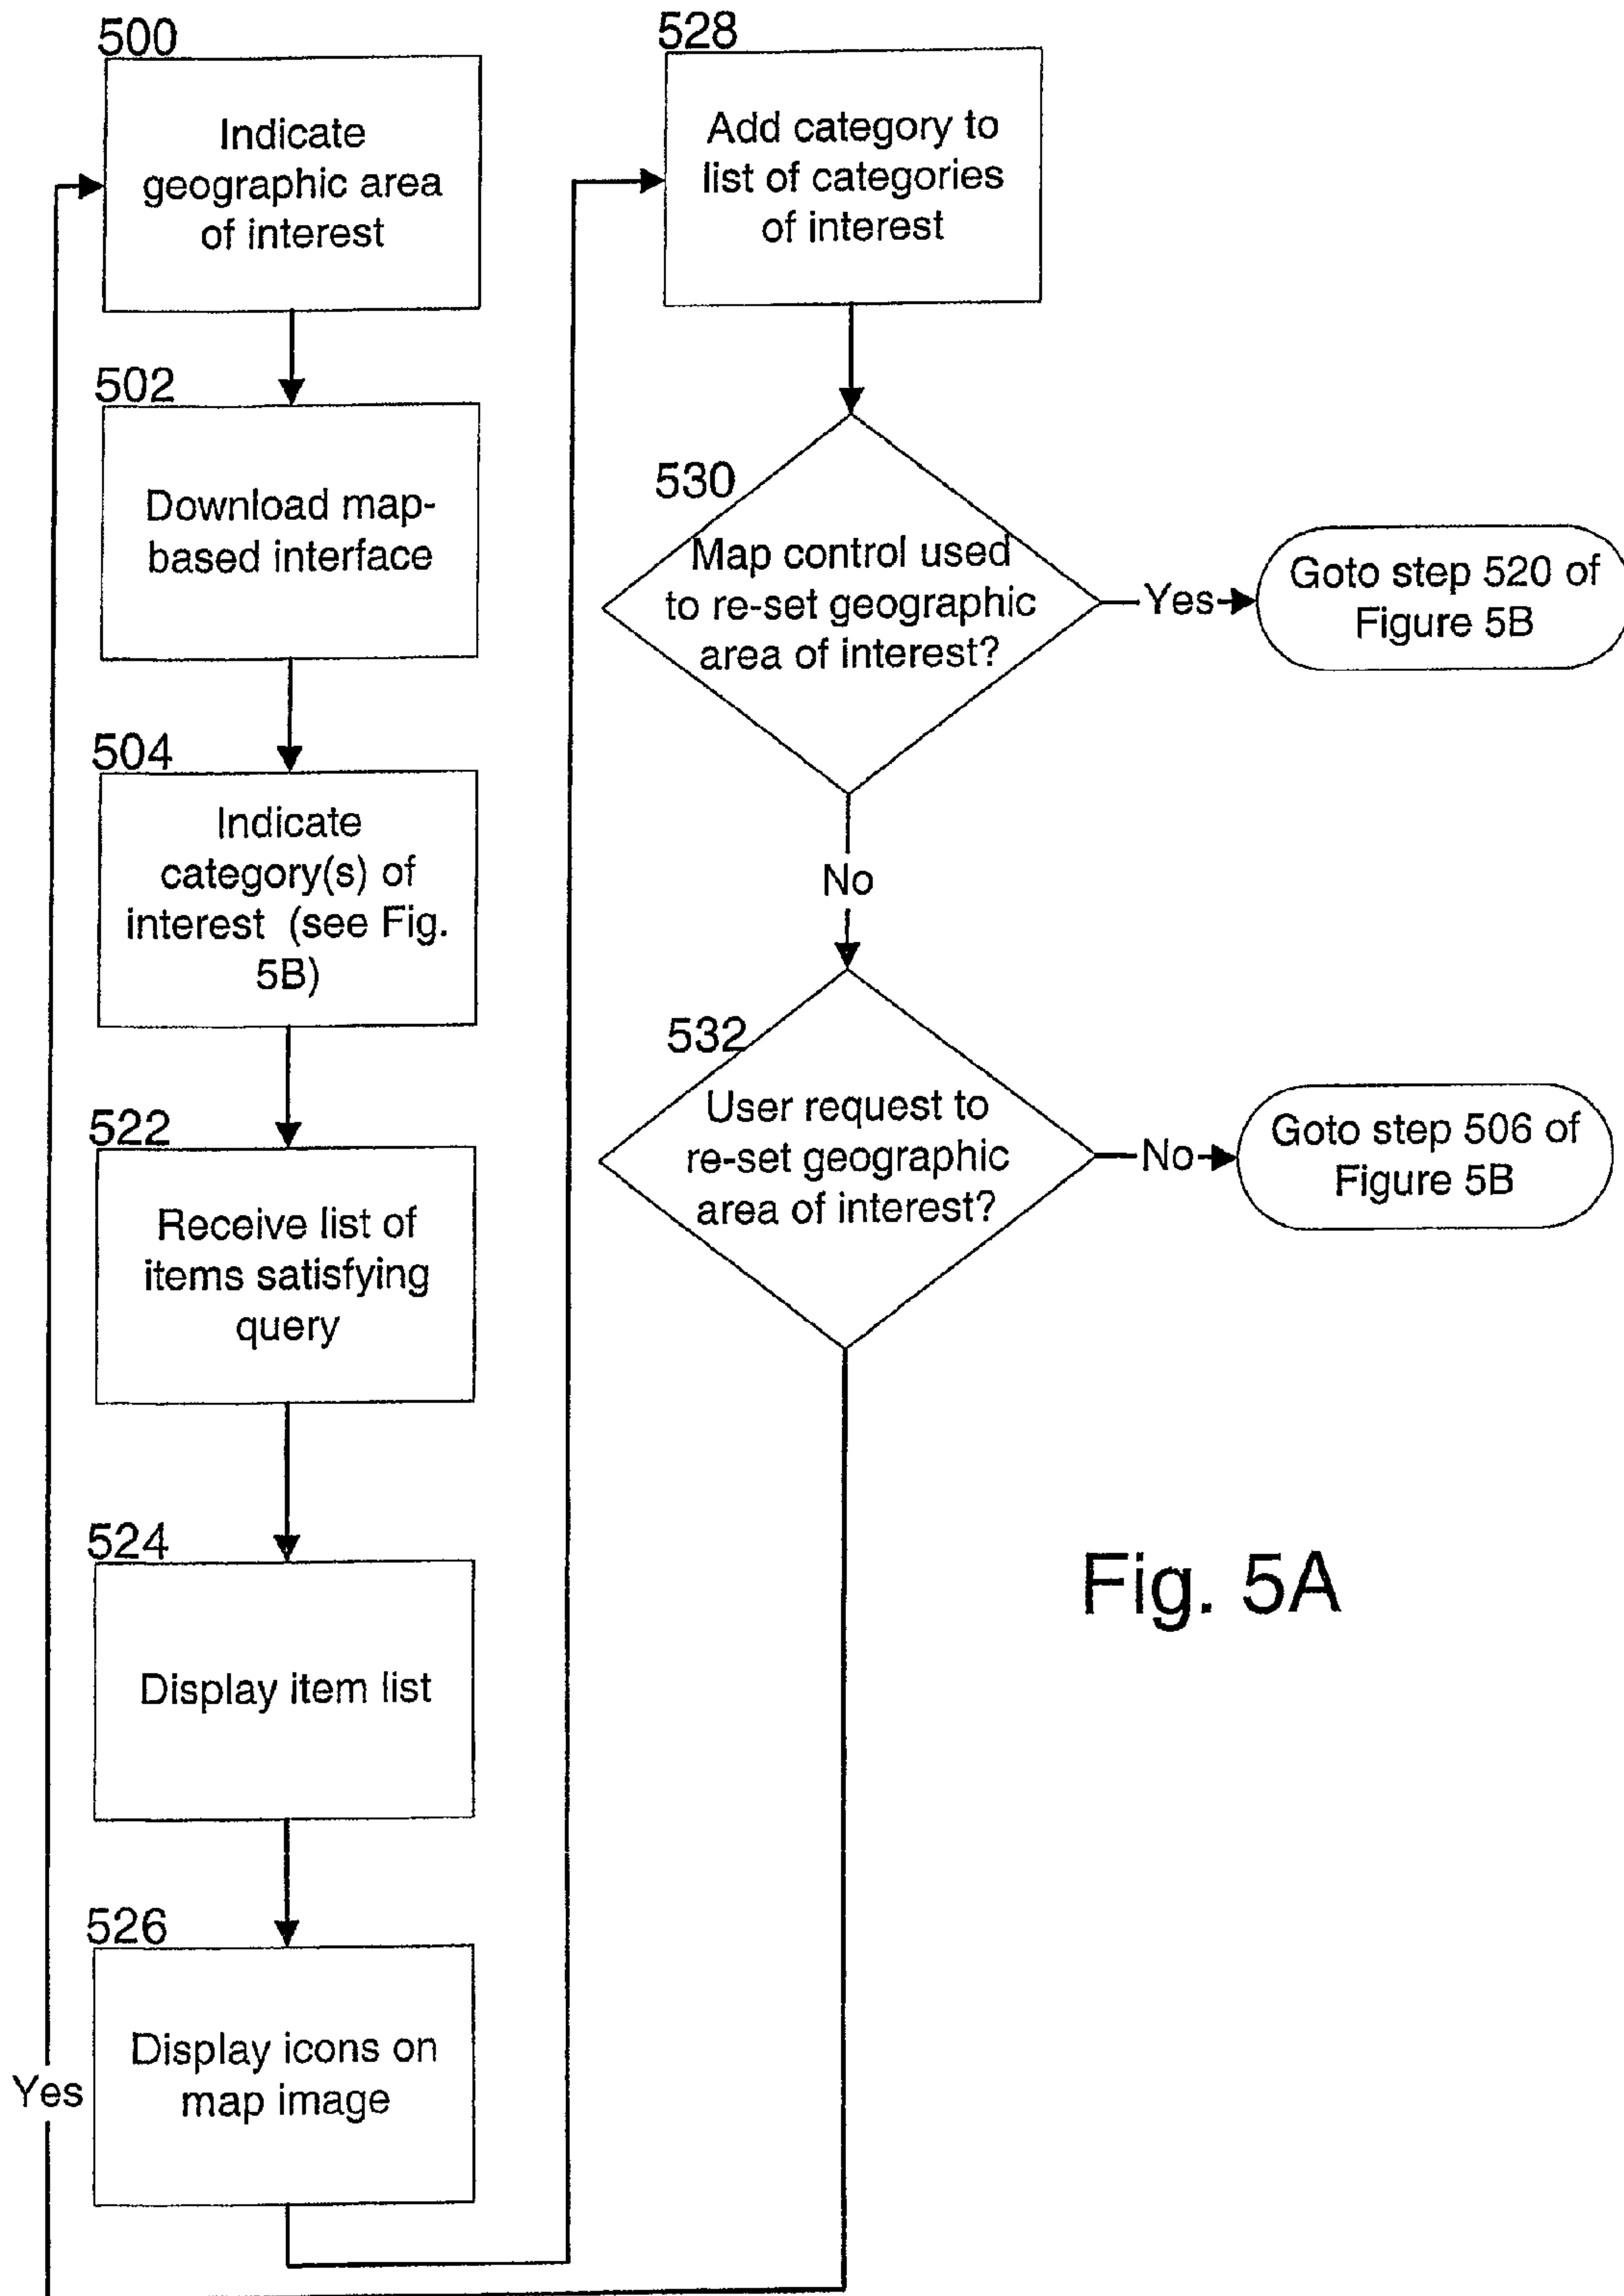 500
Indicate
geographic area
of interest
502
Download map-
based interface
504
Indicate
category(s) of
interest (see Fig.
5B)
522
Receive list of
items satisfying
query
524
Display item list
526
Display icons on
map image
Yes
528
Add category to
list of categories
of interest
530
Map control used
to re-set geographic
area of interest?
Yes
Goto step 520 of
Figure 5B
No
532
User request to
re-set geographic
area of interest?
No
Goto step 506 of
Figure 5B
Fig. 5A